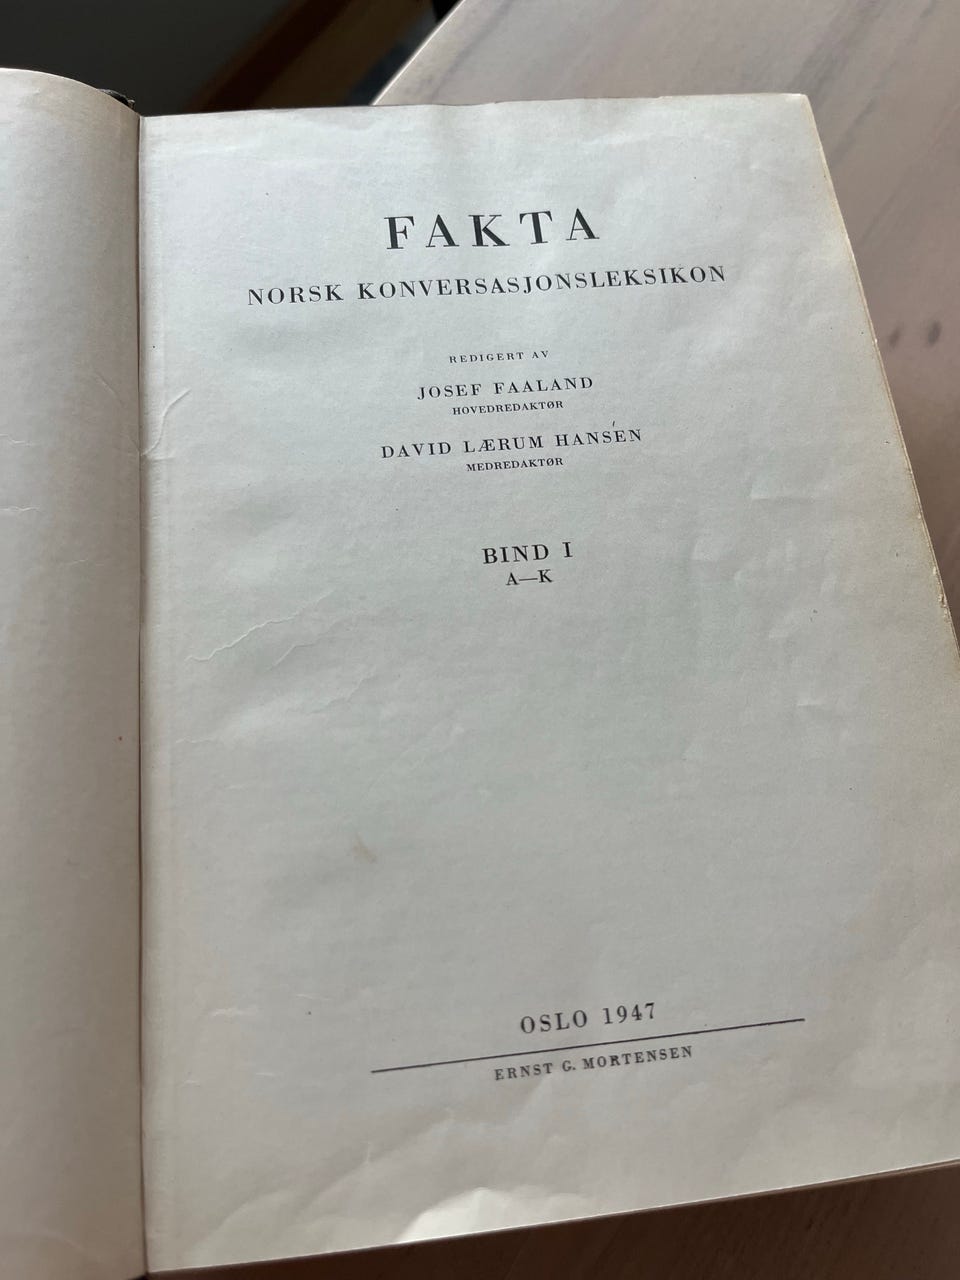 FAKTA
NORSK KONVERSASJONSLEKSIKON
REDIGERT AV
JOSEF FAALAND
HOVEDREDAKTØR
DAVID LÆRUM HANSEN
MEDREDAKTØR
BIND I
A—K
OSLO 1947
ERNST G. MORTENSEN